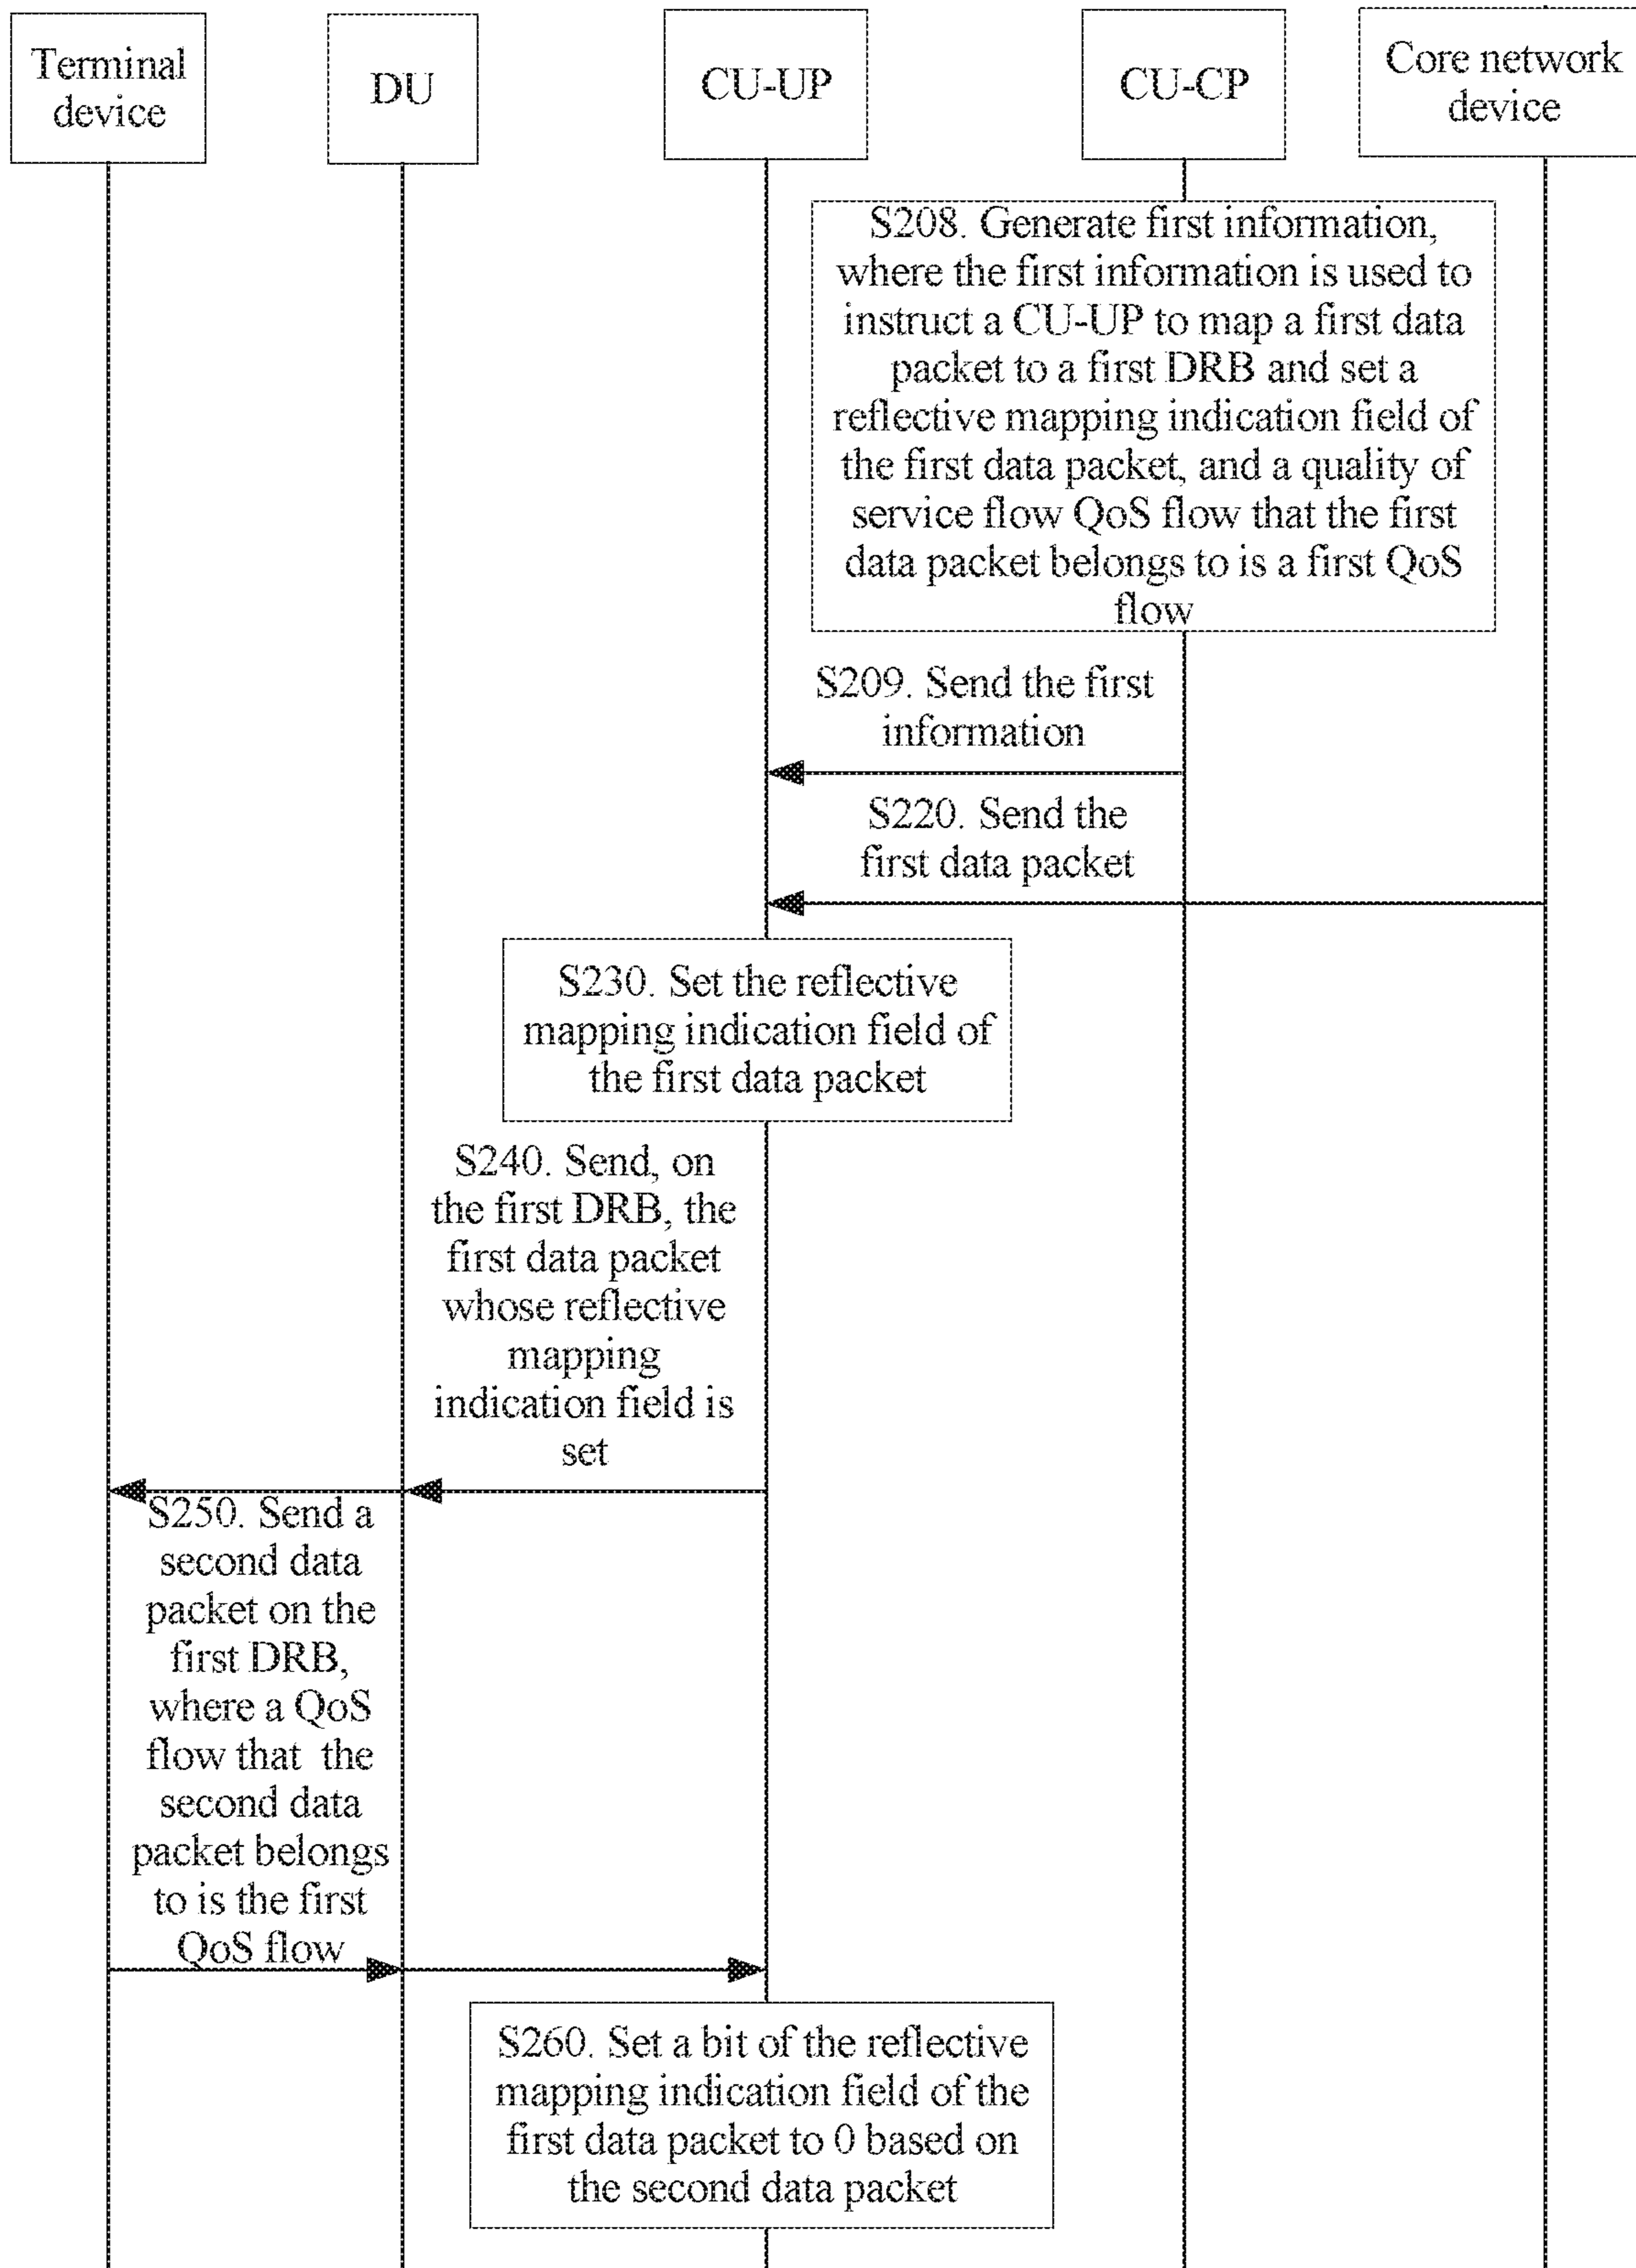 Terminal
device
DU
CU-UP
CU-CP
Core network
device
S208. Generate first information,
where the first information is used to
instruct a CU-UP to map a first data
packet to a first DRB and set a
reflective mapping indication field of
the first data packet, and a quality of
service flow QoS flow that the first
data packet belongs to is a first QoS
flow
S209. Send the first
information
S220. Send the
first data packet
S230. Set the reflective
mapping indication field of
the first data packet
S240. Send, on
the first DRB, the
first data packet
whose reflective
mapping
indication field is
set
S250. Send a
second data
packet on the
first DRB,
where a QoS
flow that the
second data
packet belongs
to is the first
QoS flow
S260. Set a bit of the reflective
mapping indication field of the
first data packet to 0 based on
the second data packet